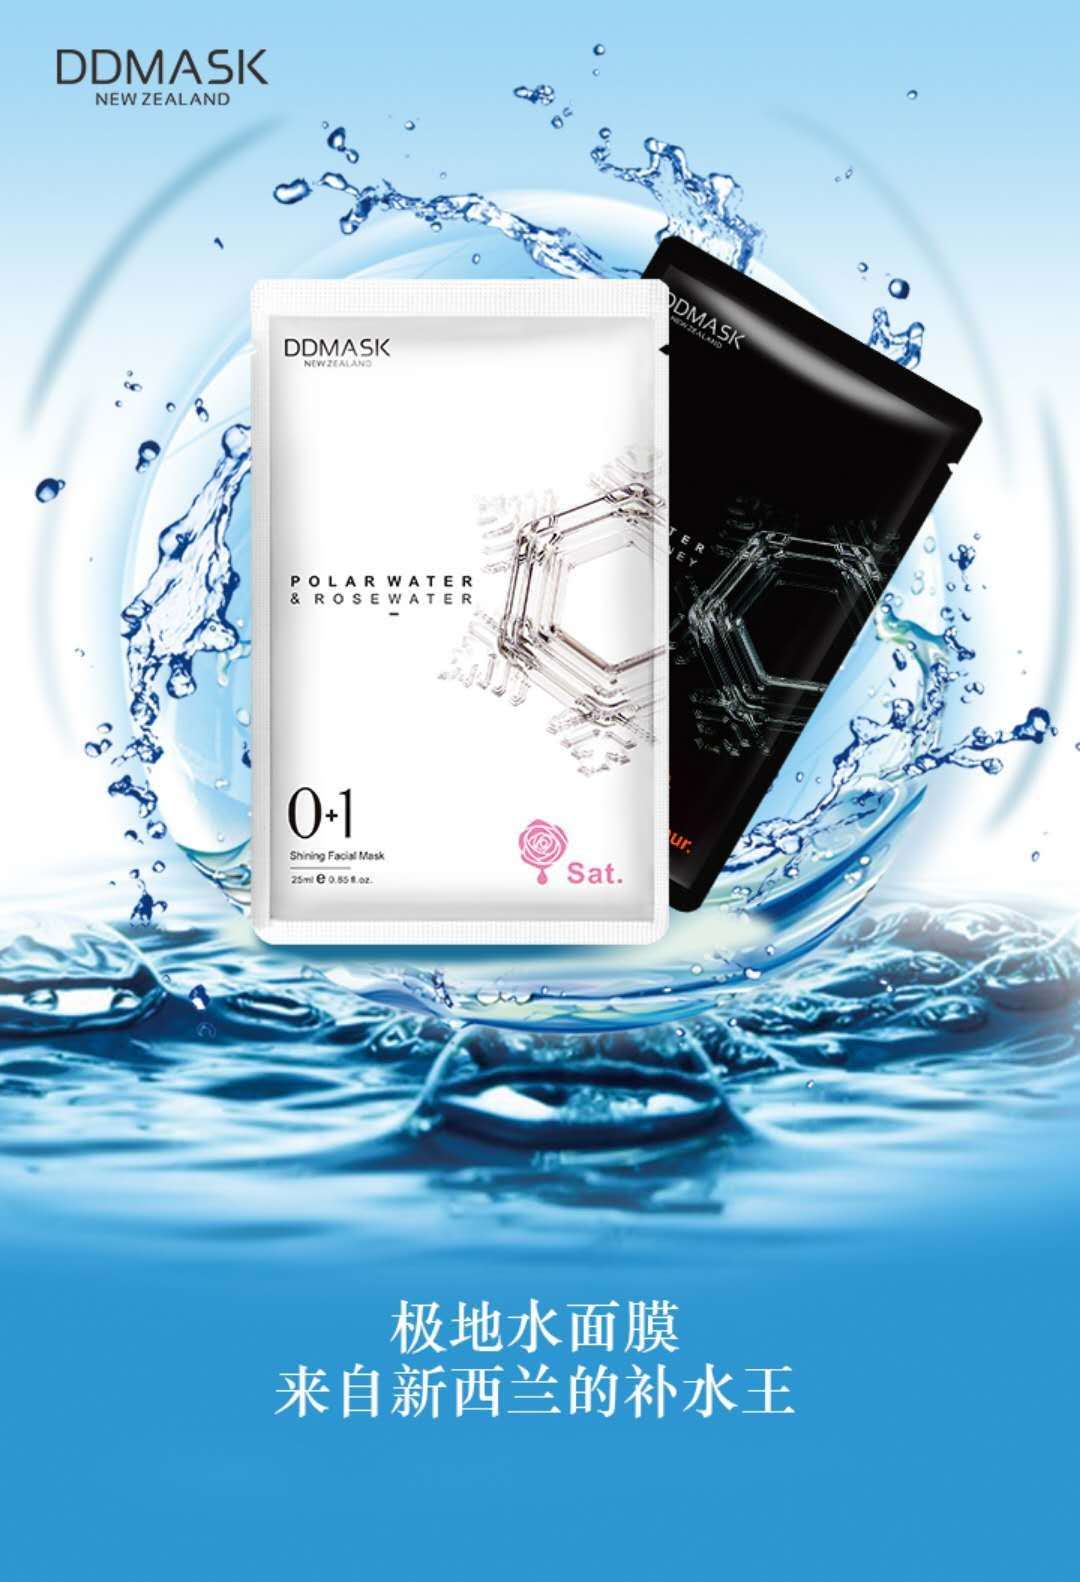 DDMASK
NEW ZEALAND
DDMASK
NEW ZEALAND
DDMASK
NEW ZEALAND
POLAR WATER
& ROSEWATER
0+1
Shining Facial Mask
25ml e 0.85 fl.oz.
Sat.
极地水面膜
来自新西兰的补水王